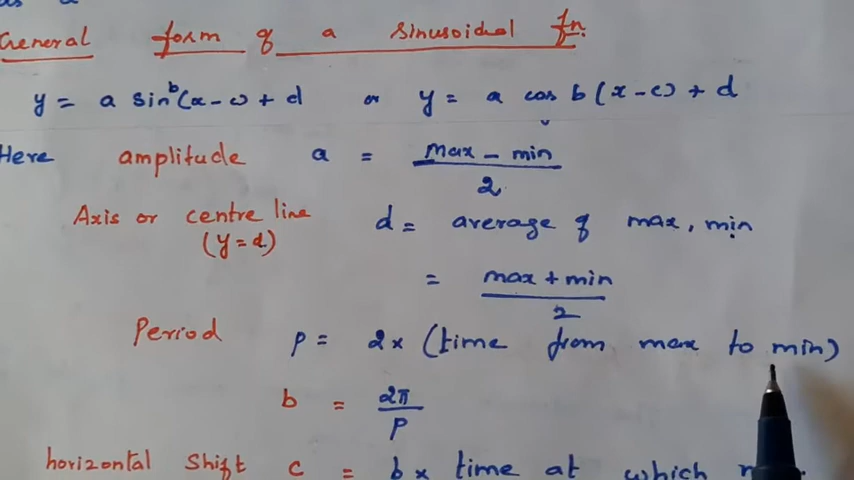 General form of a sinusoidal fn:
y = a sin b(x-c) + d or y = a cos b(x-c) + d
Here amplitude a = max - min / 2
Axis or centre line d = average of max, min
(y=d)
= max + min / 2
Period p = 2x (time from max to min)
b = 2π / p
horizontal shift c = b x time at which